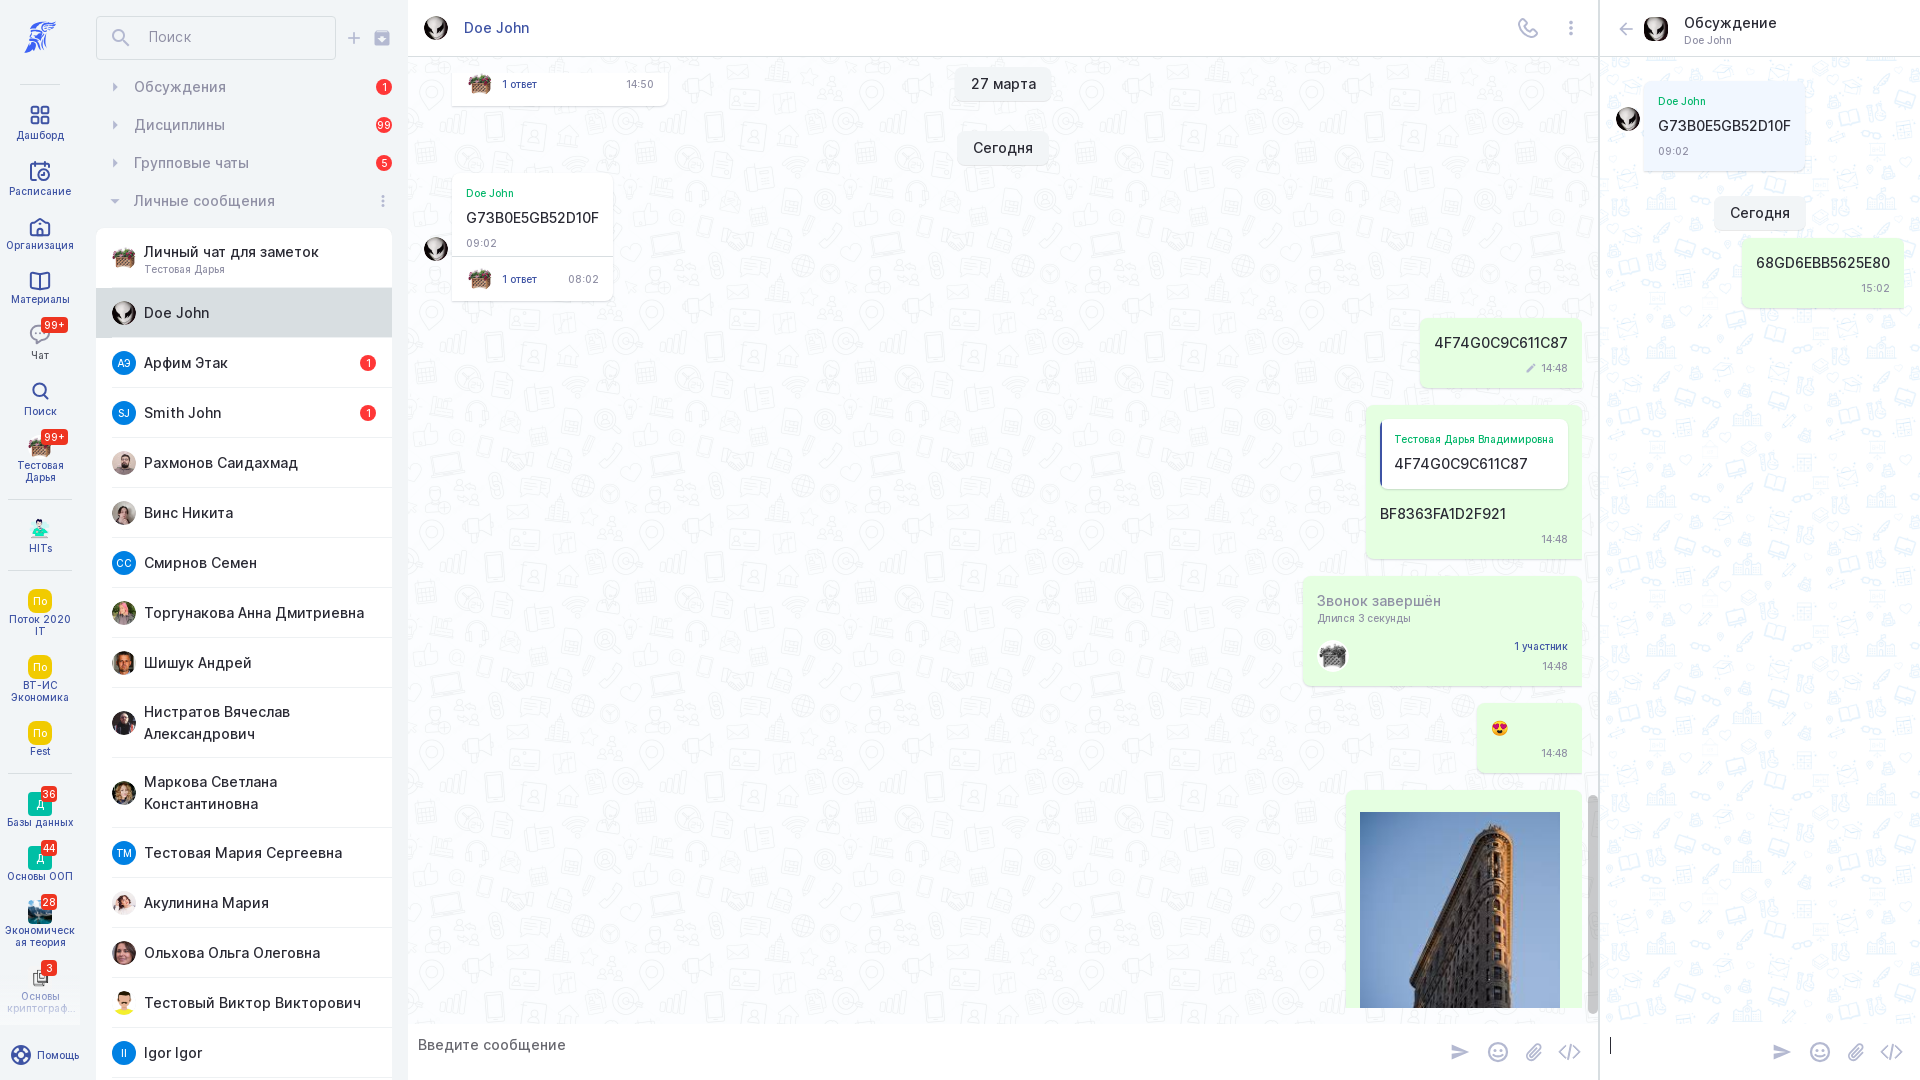 Дашборд
Расписание
Организация
Материалы
99+
Чат
Поиск
99+
Тестовая
Дарья
HITs
По
Поток 2020
IT
По
ВТ-ИС
Экономика
По
Fest
36
Д
Базы данных
44
Д
Основы ООП
28
Экономическ
ая теория
3
Основы
криптограф...
Помощь
Поиск
Обсуждения
1
Дисциплины
99
Групповые чаты
5
Личные сообщения
Личный чат для заметок
Тестовая Дарья
Doe John
АЭ
Арфим Этак
1
SJ
Smith John
1
Рахмонов Саидахмад
Винс Никита
СС
Смирнов Семен
Торгунакова Анна Дмитриевна
Шишук Андрей
Нистратов Вячеслав
Александрович
Маркова Светлана
Константиновна
ТМ
Тестовая Мария Сергеевна
Акулинина Мария
Ольхова Ольга Олеговна
Тестовый Виктор Викторович
II
Igor Igor
Doe John
1 ответ
14:50
27 марта
Сегодня
Doe John
G73B0E5GB52D10F
09:02
1 ответ
08:02
4F74G0C9C611C87
14:48
Тестовая Дарья Владимировна
4F74G0C9C611C87
BF8363FA1D2F921
14:48
Звонок завершён
Длился 3 секунды
1 участник
14:48
14:48
Введите сообщение
Обсуждение
Doe John
Doe John
G73B0E5GB52D10F
09:02
Сегодня
68GD6EBB5625E80
15:02